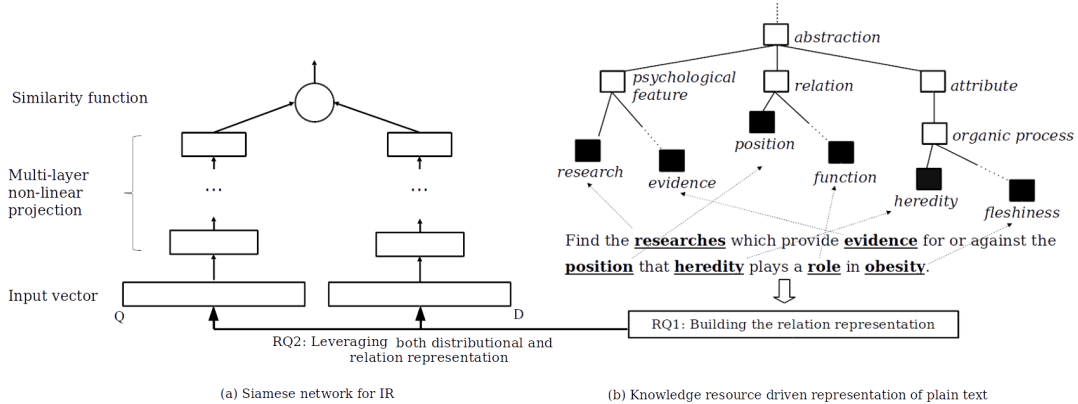 Similarity function
Multi-layer
non-linear
projection
...
...
Input vector
Q
D
RQ2: Leveraging both distributional and
relation representation
(a) Siamese network for IR
abstraction
psychological
feature
relation
attribute
organic process
position
research
evidence
function
heredity
fleshiness
Find the researches which provide evidence for or against the
position that heredity plays a role in obesity.
RQ1: Building the relation representation
(b) Knowledge resource driven representation of plain text